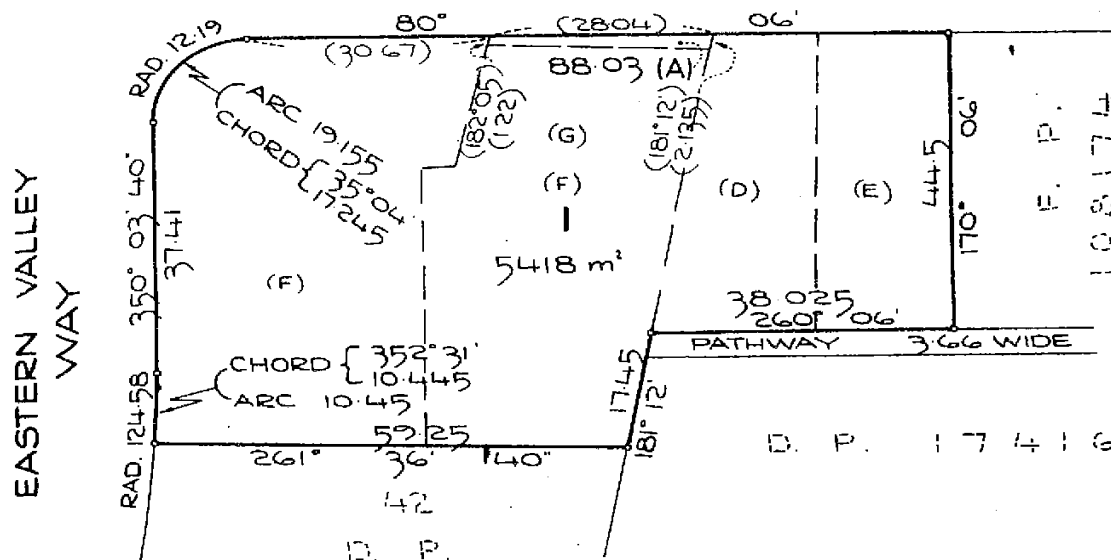 80° (28.04) 06'
RAD. 12.19
(30.67)
88.03 (A)
ARC 19.155
CHORD { 35°04'
17.245
(182°05')
(1.22)
(G)
(181°12')
(2.135)
(F)
(D)
(E)
44.5
170° 06'
F. P.
108174
EASTERN VALLEY
WAY
350° 03' 40"
37.41
I
5418 m²
(F)
38.025
260° 06'
PATHWAY 3.66 WIDE
CHORD { 352° 31'
10.445
ARC 10.45
RAD. 124.58
59.25
261° 36' 40"
17.45
181° 12'
D. P. 17416
42
D. P.